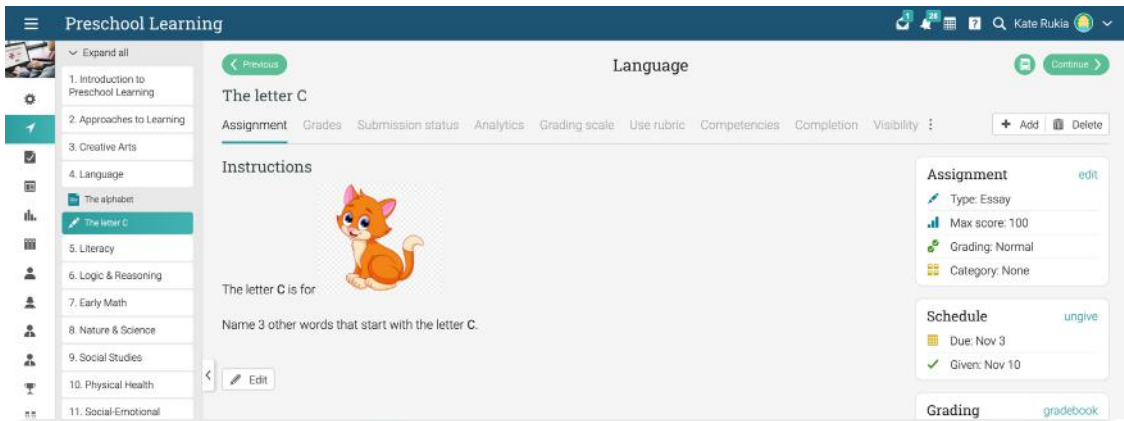 Preschool Learning
28
Kate Rukia
Expand all
1. Introduction to
Preschool Learning
2. Approaches to Learning
3. Creative Arts
4. Language
The alphabet
The letter C
5. Literacy
6. Logic & Reasoning
7. Early Math
8. Nature & Science
9. Social Studies
10. Physical Health
11. Social-Emotional
Previous
Language
Continue
The letter C
Assignment Grades Submission status Analytics Grading scale Use rubric Competencies Completion Visibility
Add Delete
Instructions
The letter C is for
Name 3 other words that start with the letter C.
Edit
Assignment edit
Type: Essay
Max score: 100
Grading: Normal
Category: None
Schedule ungive
Due: Nov 3
Given: Nov 10
Grading gradebook